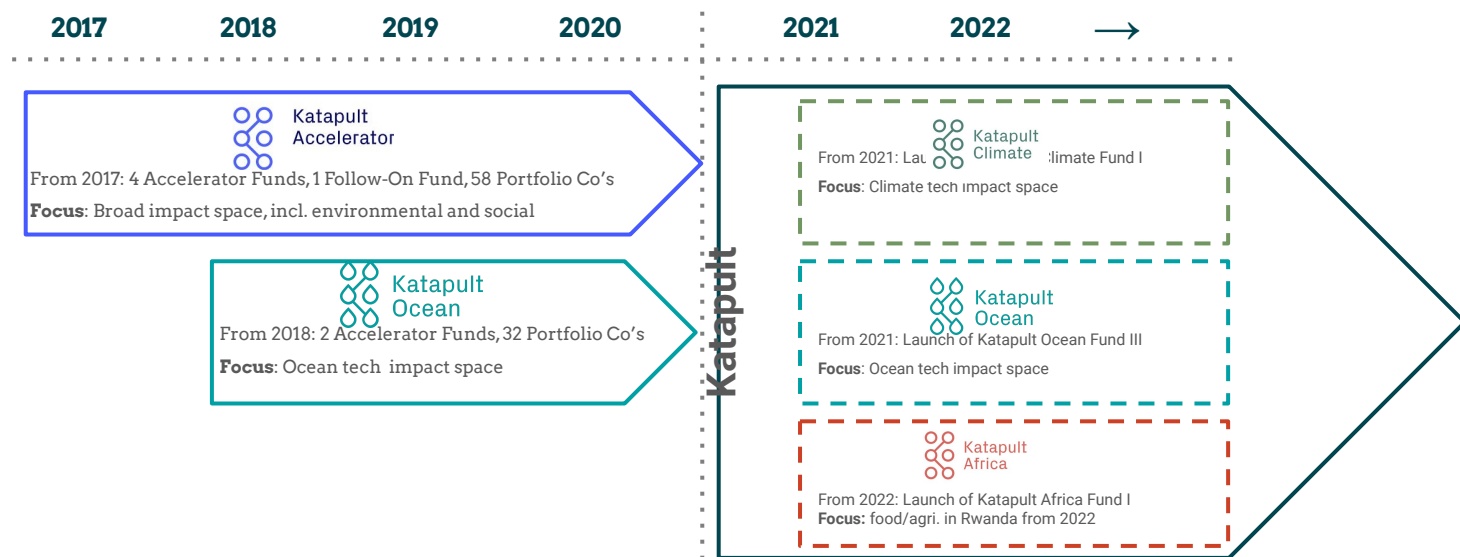 2017 2018 2019 2020 2021 2022 →
Katapult
Accelerator
From 2017: 4 Accelerator Funds, 1 Follow-On Fund, 58 Portfolio Co's
Focus: Broad impact space, incl. environmental and social
Katapult
Ocean
From 2018: 2 Accelerator Funds, 32 Portfolio Co's
Focus: Ocean tech impact space
Katapult
Katapult
Climate
From 2021: Climate Fund I
Focus: Climate tech impact space
Katapult
Ocean
From 2021: Launch of Katapult Ocean Fund III
Focus: Ocean tech impact space
Katapult
Africa
From 2022: Launch of Katapult Africa Fund I
Focus: food/agri. in Rwanda from 2022